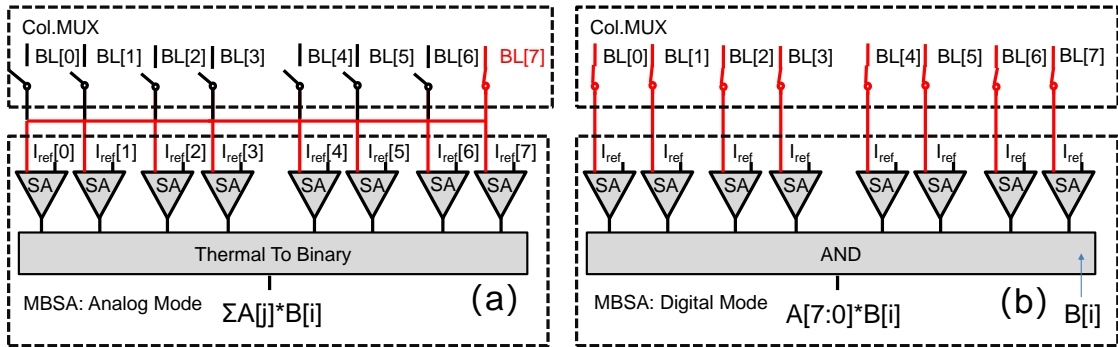 Col.MUX
BL[0] BL[1] BL[2] BL[3] BL[4] BL[5] BL[6] BL[7]
Iref[0] Iref[1] Iref[2] Iref[3] Iref[4] Iref[5] Iref[6] Iref[7]
SA SA SA SA SA SA SA SA
Thermal To Binary
MBSA: Analog Mode
(a)
ΣA[j]*B[i]
Col.MUX
BL[0] BL[1] BL[2] BL[3] BL[4] BL[5] BL[6] BL[7]
Iref Iref Iref Iref Iref Iref Iref Iref
SA SA SA SA SA SA SA SA
AND
MBSA: Digital Mode
(b)
A[7:0]*B[i]
B[i]